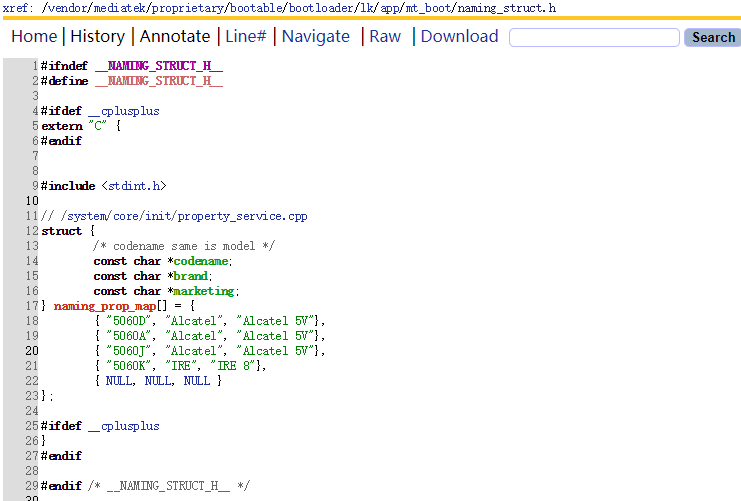 xref: /vendor/mediatek/proprietary/bootable/bootloader/lk/app/mt_boot/naming_struct.h
Home | History | Annotate | Line# | Navigate | Raw | Download Search
1 #ifndef __NAMING_STRUCT_H__
2 #define __NAMING_STRUCT_H__
3
4 #ifdef __cplusplus
5 extern "C" {
6 #endif
7
8
9 #include <stdint.h>
10
11 // /system/core/init/property_service.cpp
12 struct {
13 /* codename same is model */
14 const char *codename;
15 const char *brand;
16 const char *marketing;
17 } naming_prop_map[] = {
18 { "5060D", "Alcatel", "Alcatel 5V"},
19 { "5060A", "Alcatel", "Alcatel 5V"},
20 { "5060J", "Alcatel", "Alcatel 5V"},
21 { "5060K", "IRE", "IRE 8"},
22 { NULL, NULL, NULL }
23 };
24
25 #ifdef __cplusplus
26 }
27 #endif
28
29 #endif /* __NAMING_STRUCT_H__ */
30